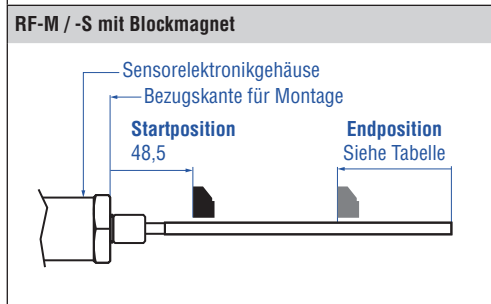 RF-M / -S mit Blockmagnet
Sensorelektronikgehäuse
Bezugskante für Montage
Startposition
48,5
Endposition
Siehe Tabelle